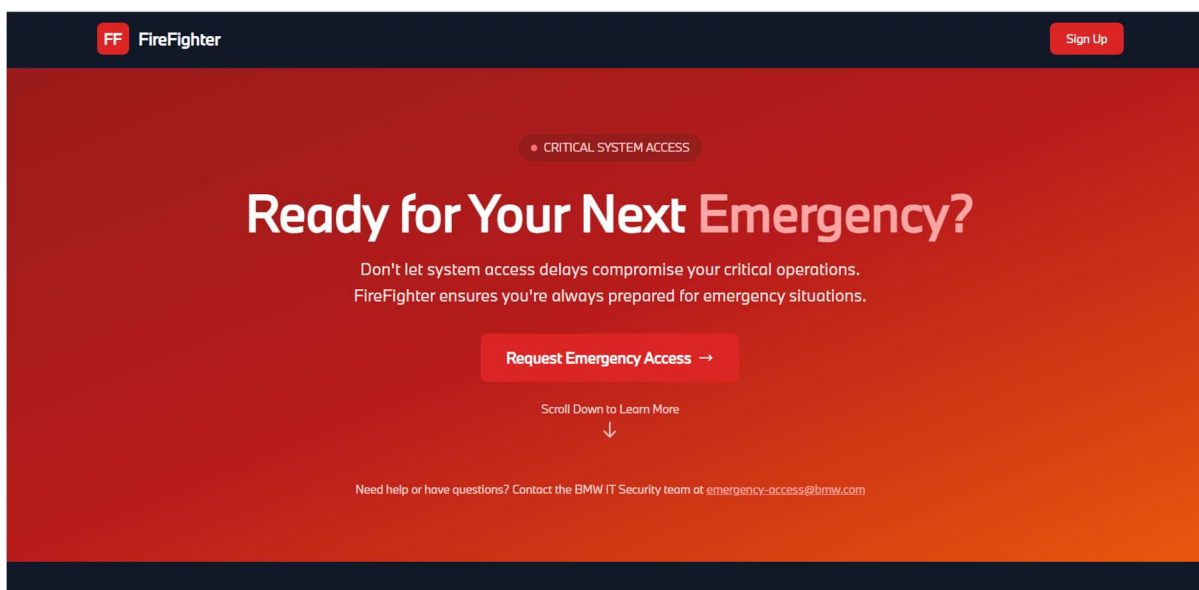 FF FireFighter
Sign Up
CRITICAL SYSTEM ACCESS
Ready for Your Next Emergency?
Don't let system access delays compromise your critical operations.
FireFighter ensures you're always prepared for emergency situations.
Request Emergency Access →
Scroll Down to Learn More
↓
Need help or have questions? Contact the BMW IT Security team at emergency-access@bmw.com